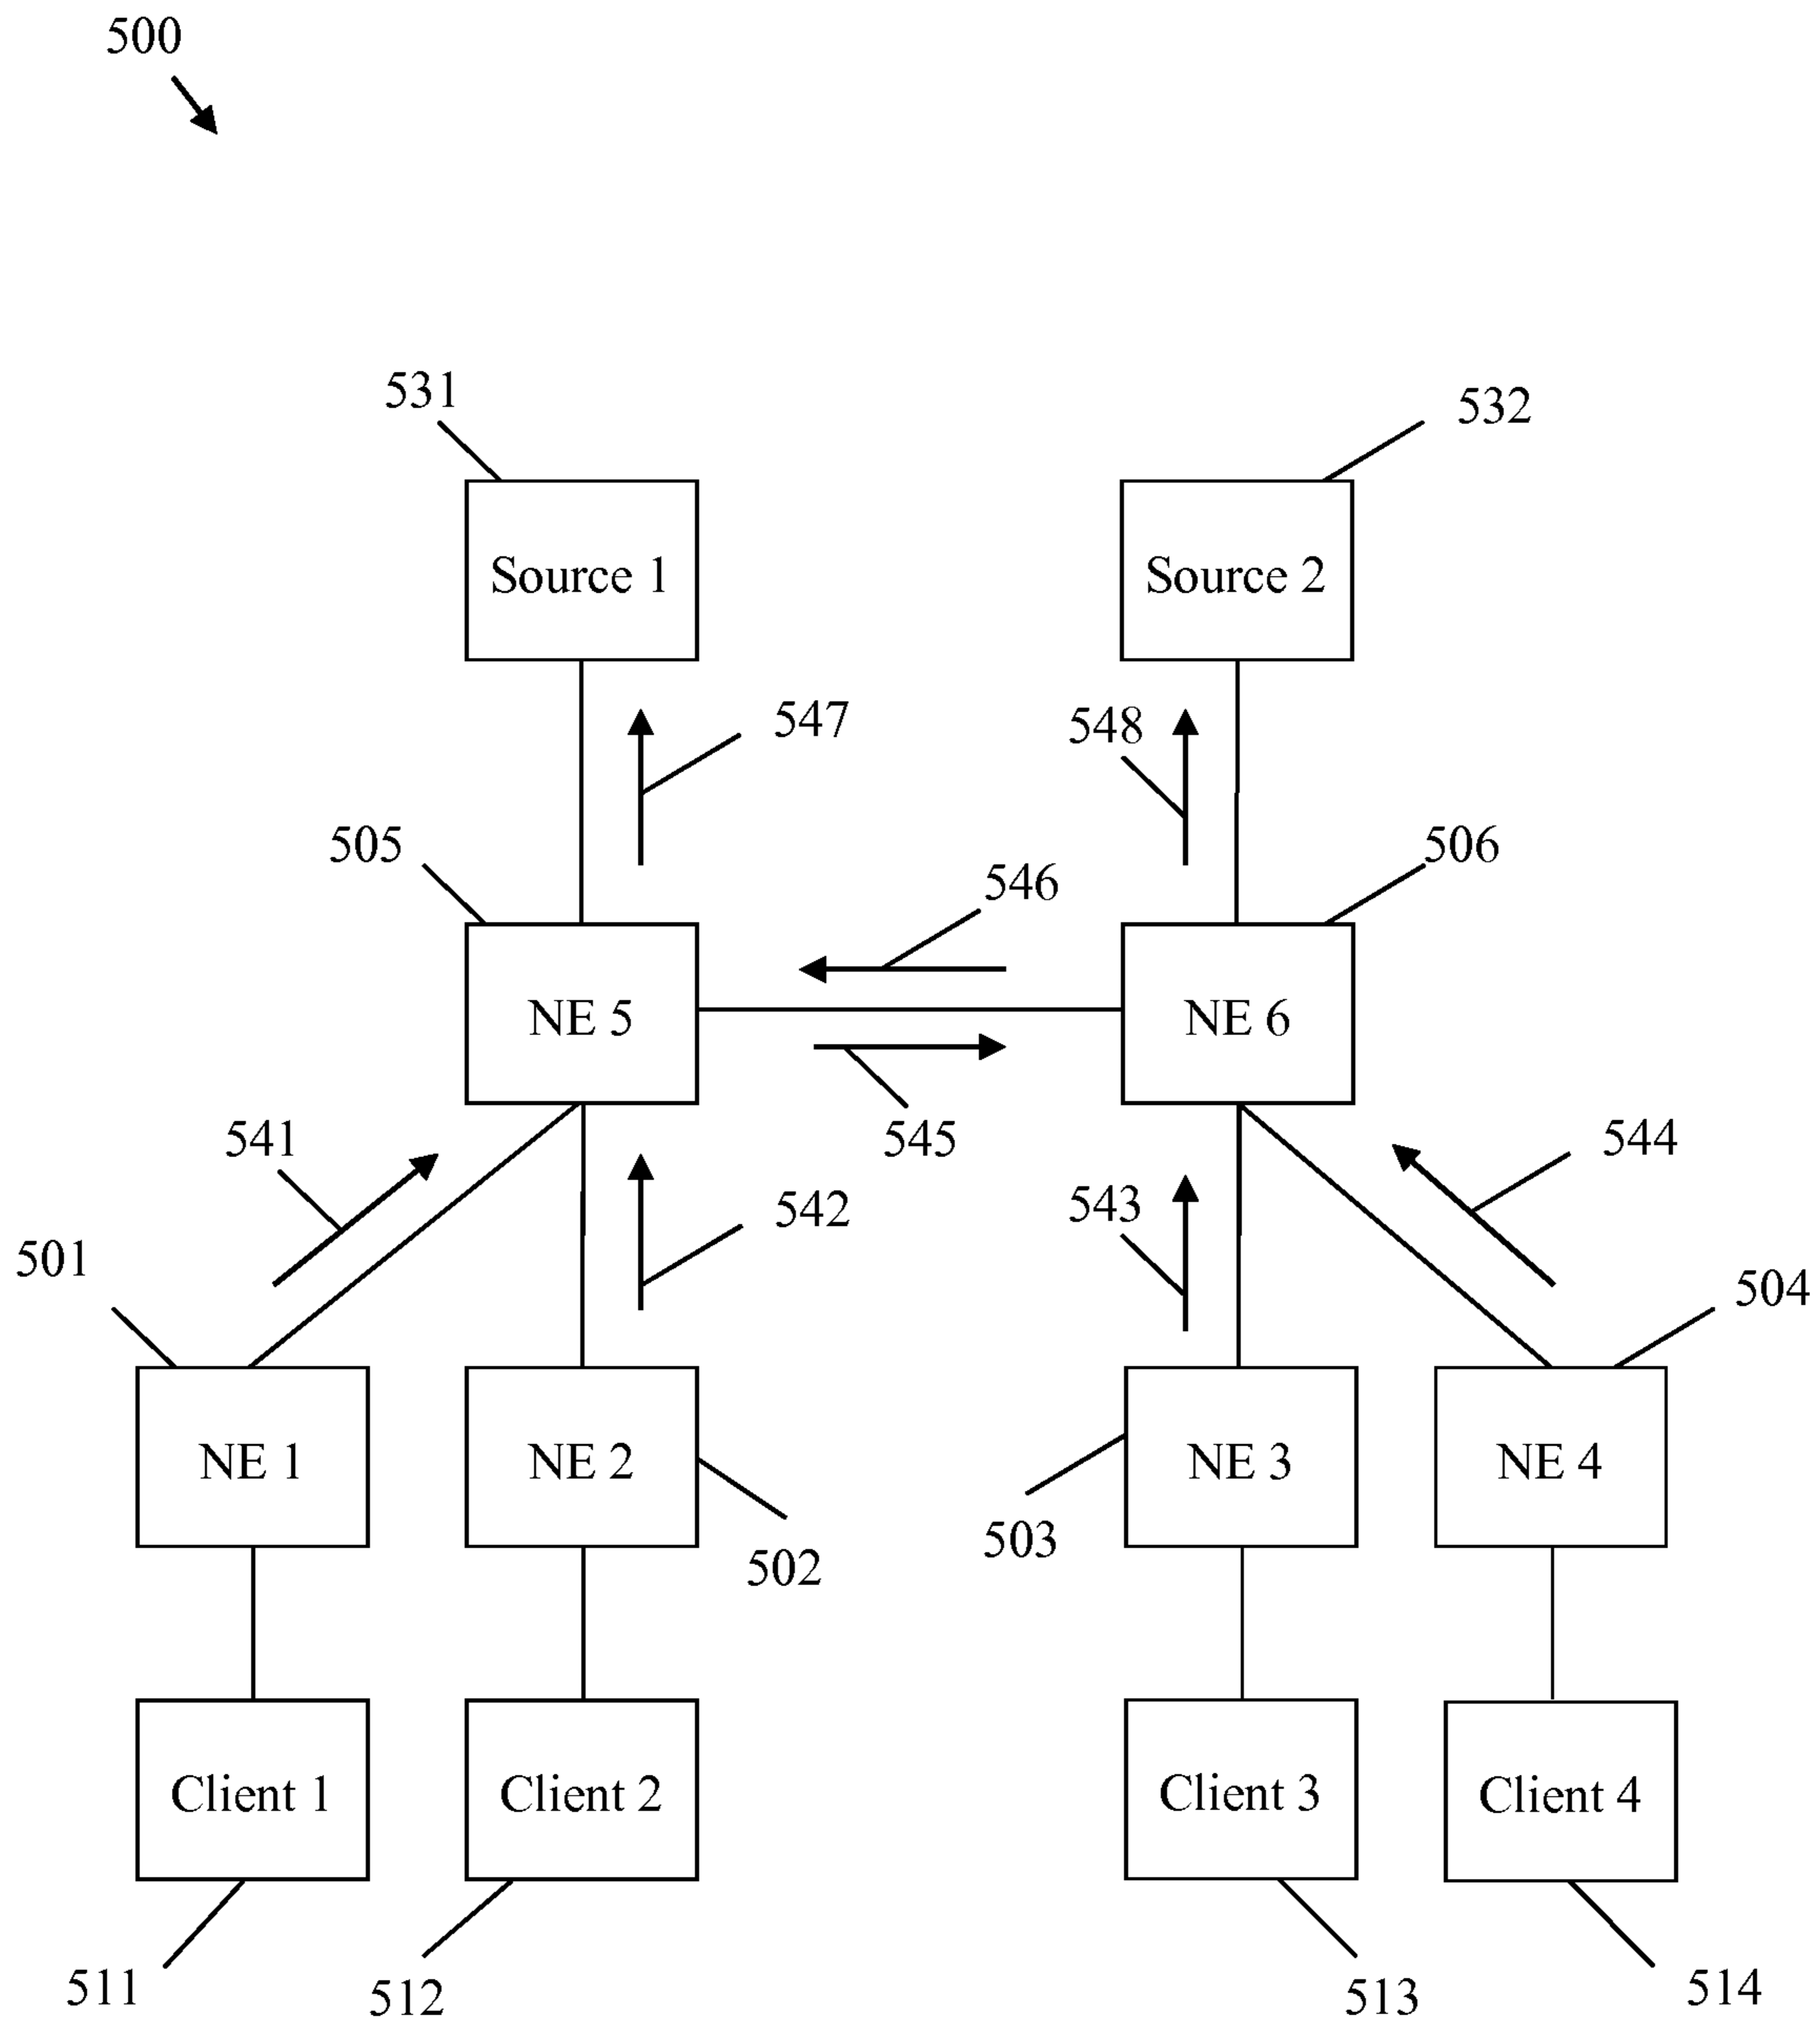 500
531
532
Source 1
Source 2
547
548
505
506
546
NE 5
NE 6
541
545
544
542
543
501
504
NE 1
NE 2
NE 3
NE 4
503
502
Client 1
Client 2
Client 3
Client 4
511
512
513
514